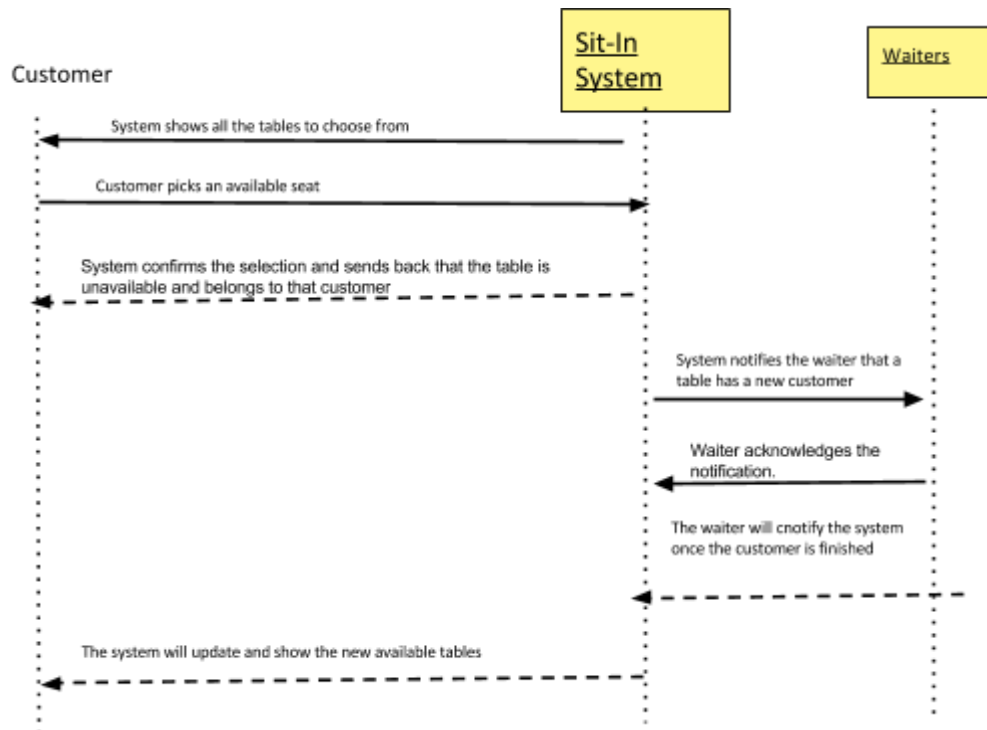 Sit-In
System
Waiters
Customer
System shows all the tables to choose from
Customer picks an available seat
System confirms the selection and sends back that the table is
unavailable and belongs to that customer
System notifies the waiter that a
table has a new customer
Waiter acknowledges the
notification.
The waiter will cnotify the system
once the customer is finished
The system will update and show the new available tables